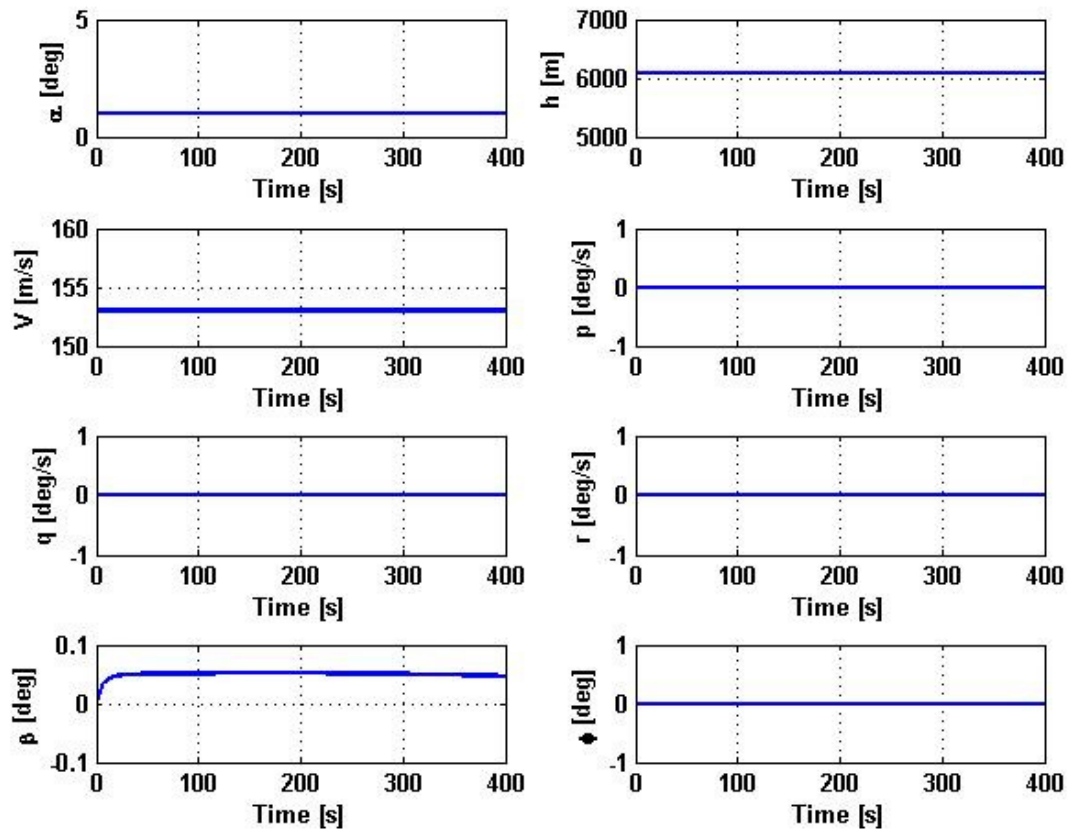 5
α [deg]
0
0 100 200 300 400
Time [s]
7000
h [m]
6000
5000
0 100 200 300 400
Time [s]
160
V [m/s]
155
150
0 100 200 300 400
Time [s]
1
p [deg/s]
0
-1
0 100 200 300 400
Time [s]
1
q [deg/s]
0
-1
0 100 200 300 400
Time [s]
1
r [deg/s]
0
-1
0 100 200 300 400
Time [s]
0.1
β [deg]
0
-0.1
0 100 200 300 400
Time [s]
1
ϕ [deg]
0
-1
0 100 200 300 400
Time [s]